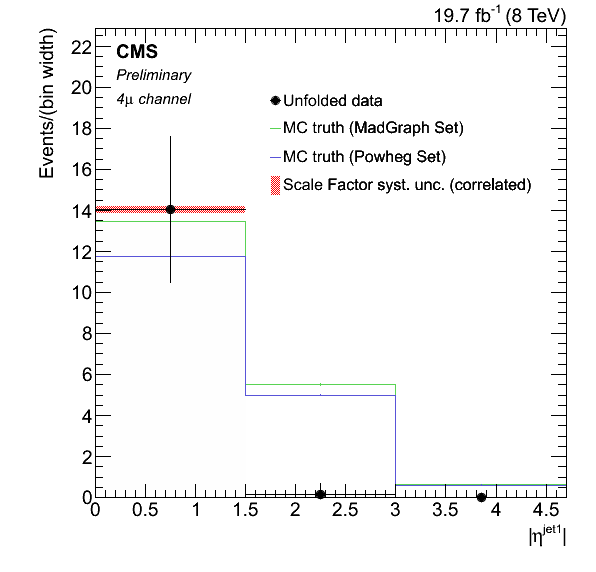 19.7 fb⁻¹ (8 TeV)
Events/(bin width)
CMS
Preliminary
4μ channel
Unfolded data
MC truth (MadGraph Set)
MC truth (Powheg Set)
Scale Factor syst. unc. (correlated)
22
20
18
16
14
12
10
8
6
4
2
0
0 0.5 1 1.5 2 2.5 3 3.5 4 4.5
|η^jet1|